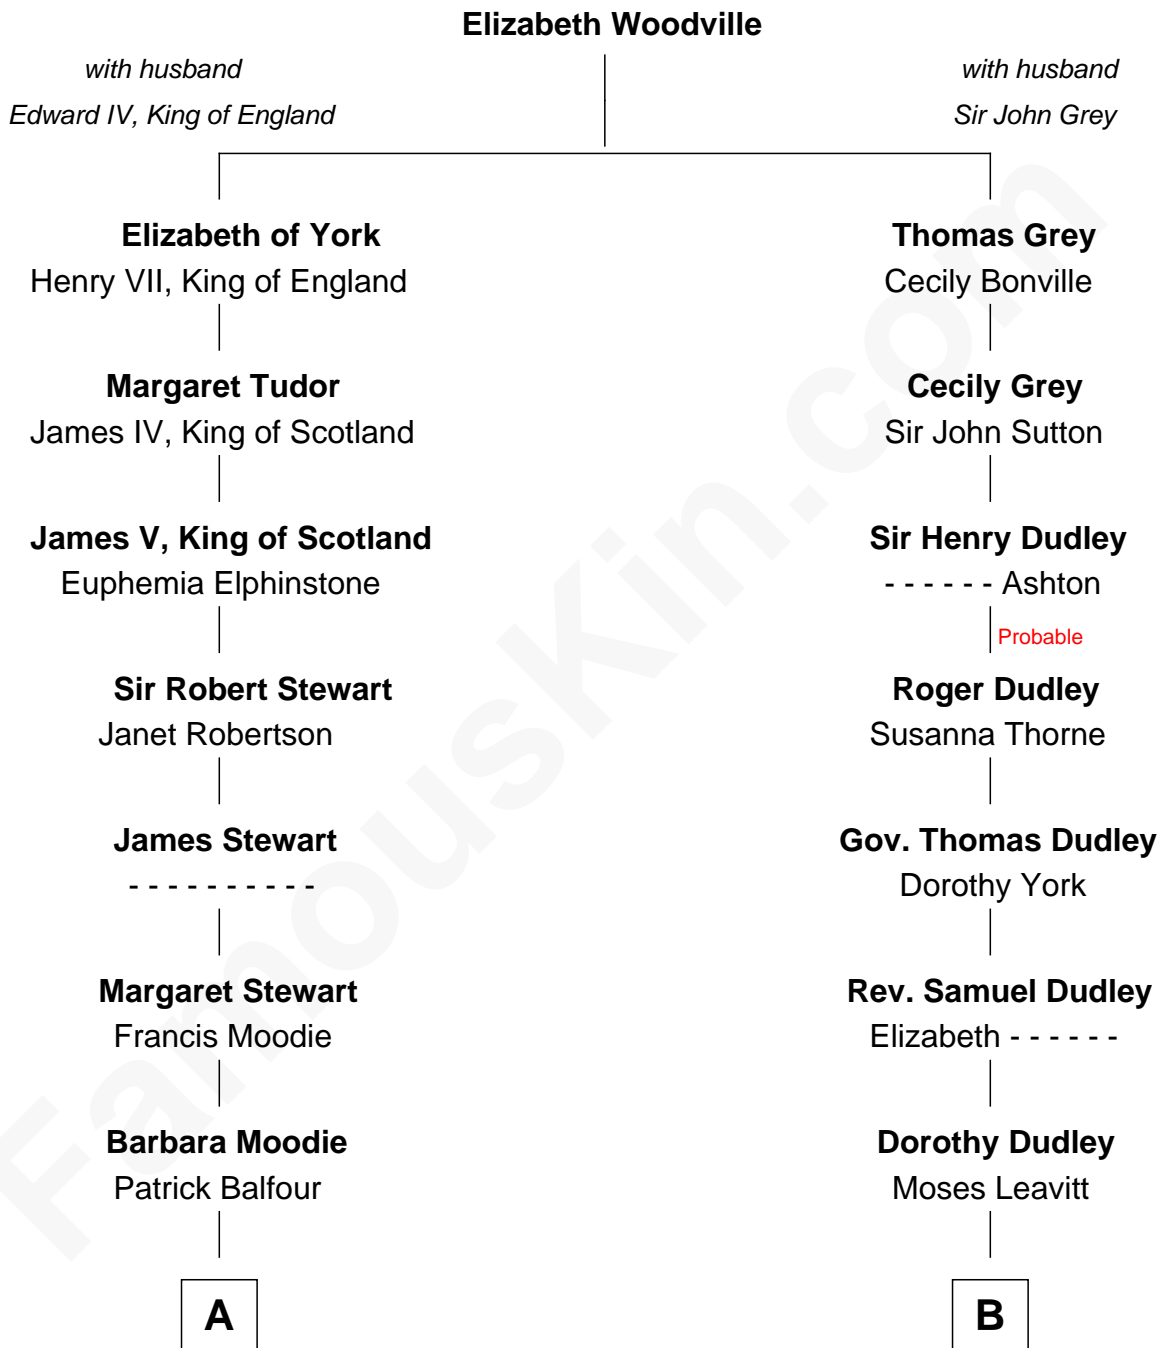 Elizabeth Woodville
with husband
Edward IV, King of England
with husband
Sir John Grey
Elizabeth of York
Henry VII, King of England
Thomas Grey
Cecily Bonville
Margaret Tudor
James IV, King of Scotland
Cecily Grey
Sir John Sutton
James V, King of Scotland
Euphemia Elphinstone
Sir Henry Dudley
- - - - - - Ashton
Probable
Sir Robert Stewart
Janet Robertson
Roger Dudley
Susanna Thorne
James Stewart
- - - - - - - - - -
Gov. Thomas Dudley
Dorothy York
Margaret Stewart
Francis Moodie
Rev. Samuel Dudley
Elizabeth - - - - - -
Barbara Moodie
Patrick Balfour
Dorothy Dudley
Moses Leavitt
A
B
FamousKin.com